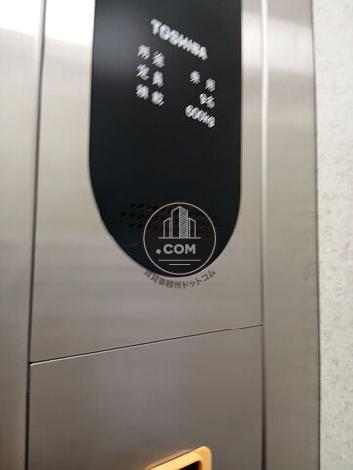 TOSHIBA
用途 乗用
定員 9名
積載 600kg
.COM
賃貸事務所ドットコム